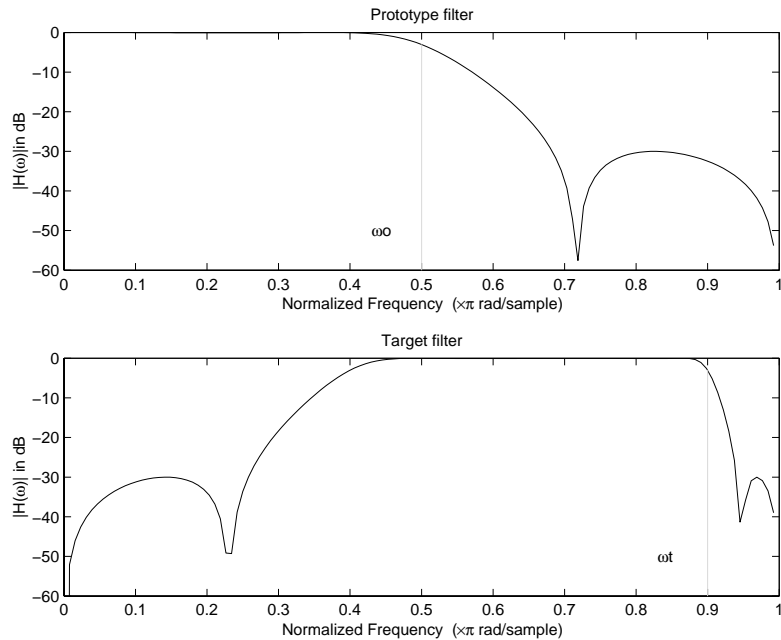 Prototype filter
0
−10
−20
−30
−40
−50
−60
|H(ω)|in dB
ωo
0 0.1 0.2 0.3 0.4 0.5 0.6 0.7 0.8 0.9 1
Normalized Frequency (×π rad/sample)
Target filter
0
−10
−20
−30
−40
−50
−60
|H(ω)| in dB
ωt
0 0.1 0.2 0.3 0.4 0.5 0.6 0.7 0.8 0.9 1
Normalized Frequency (×π rad/sample)